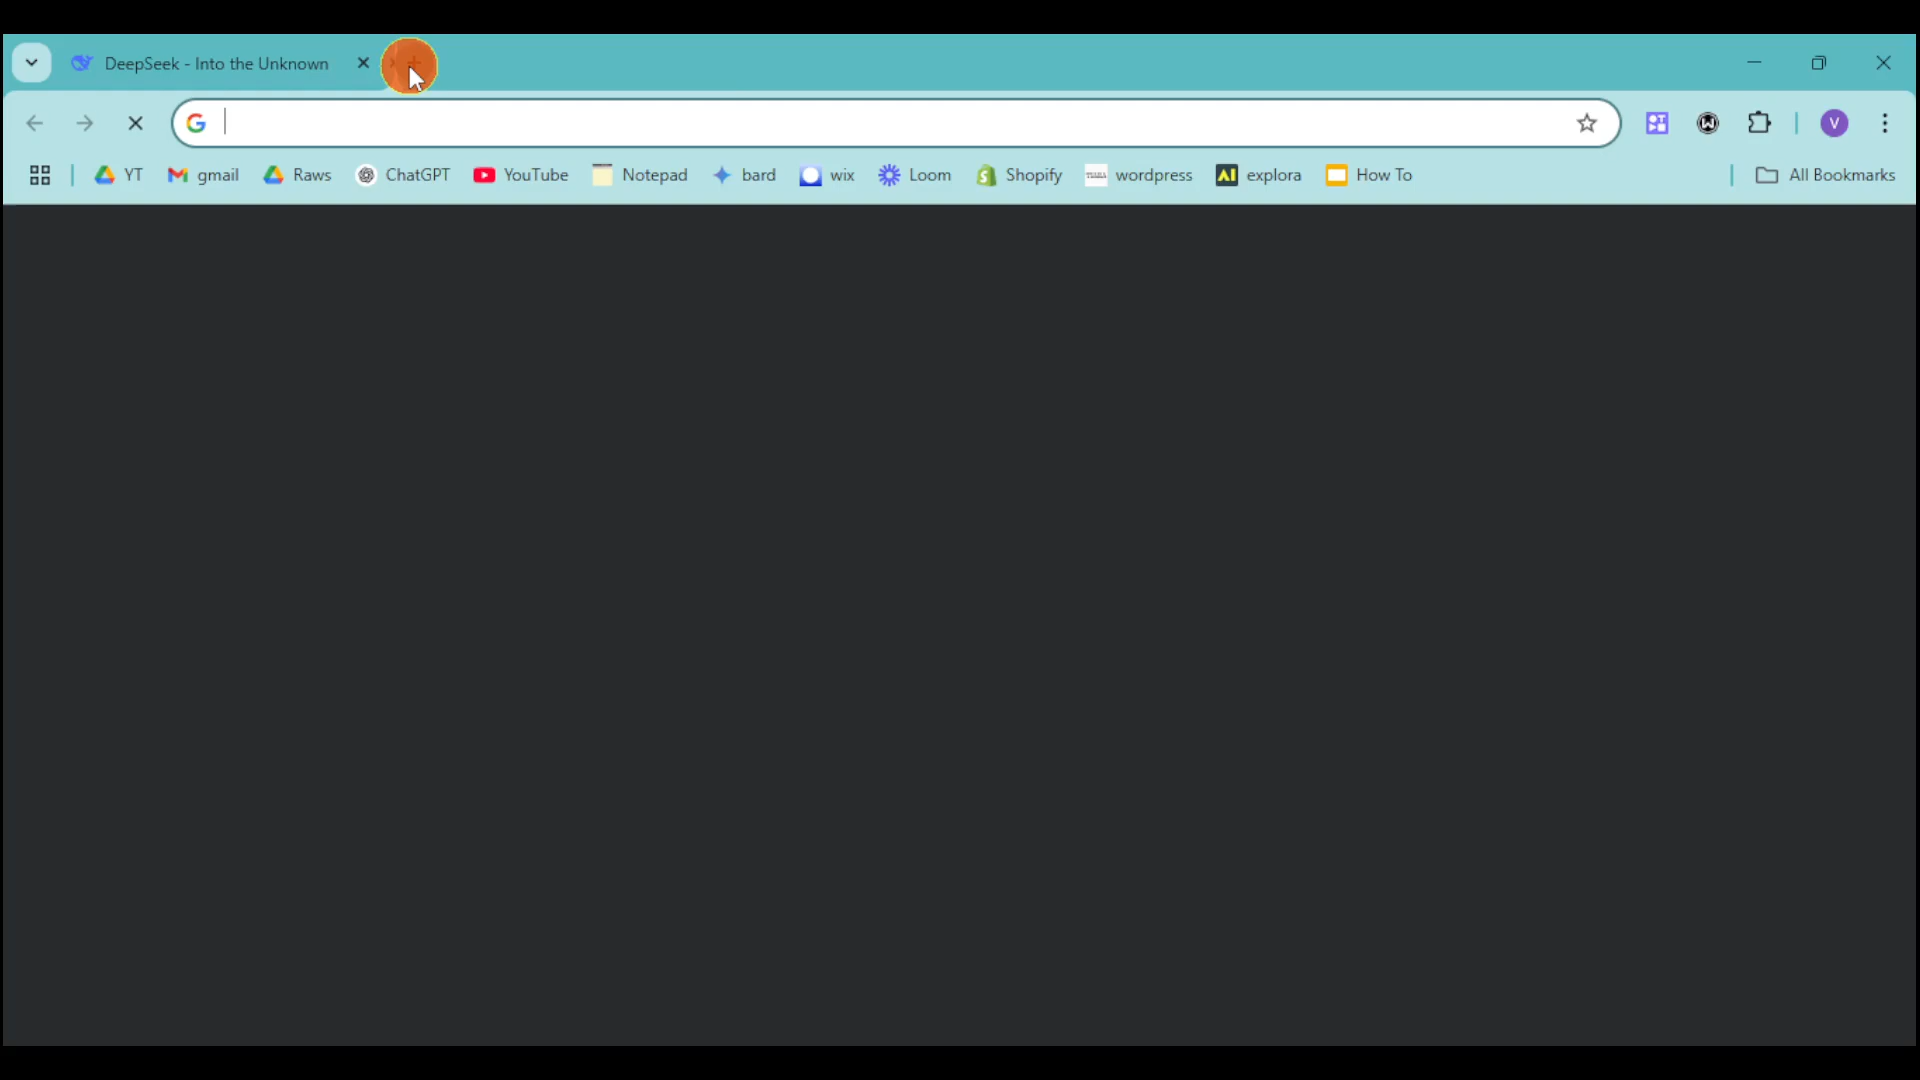 DeepSeek - Into the Unknown
V
YT gmail Raws ChatGPT YouTube Notepad bard wix Loom Shopify wordpress explora How To All Bookmarks